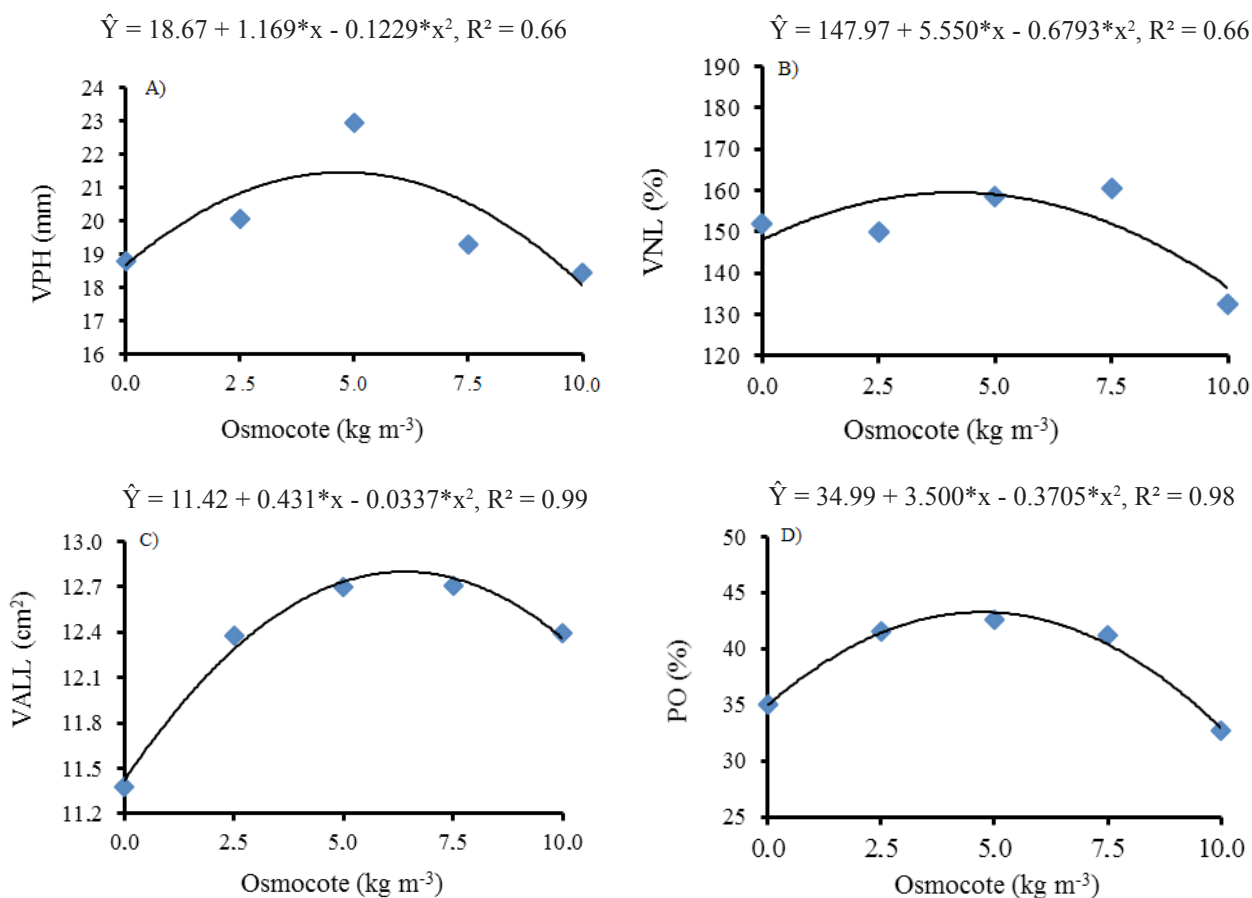 Ŷ = 18.67 + 1.169*x - 0.1229*x², R² = 0.66
A)
24
23
22
21
20
19
18
17
16
VPH (nm)
0.0 2.5 5.0 7.5 10.0
Osmocote (kg m⁻³)
Ŷ = 147.97 + 5.550*x - 0.6793*x², R² = 0.66
B)
190
180
170
160
150
140
130
120
VNL (%)
0.0 2.5 5.0 7.5 10.0
Osmocote (kg m⁻³)
Ŷ = 11.42 + 0.431*x - 0.0337*x², R² = 0.99
C)
13.0
12.7
12.4
12.1
11.8
11.5
11.2
VALL (cm²)
0.0 2.5 5.0 7.5 10.0
Osmocote (kg m⁻³)
Ŷ = 34.99 + 3.500*x - 0.3705*x², R² = 0.98
D)
50
45
40
35
30
25
PO (%)
0.0 2.5 5.0 7.5 10.0
Osmocote (kg m⁻³)